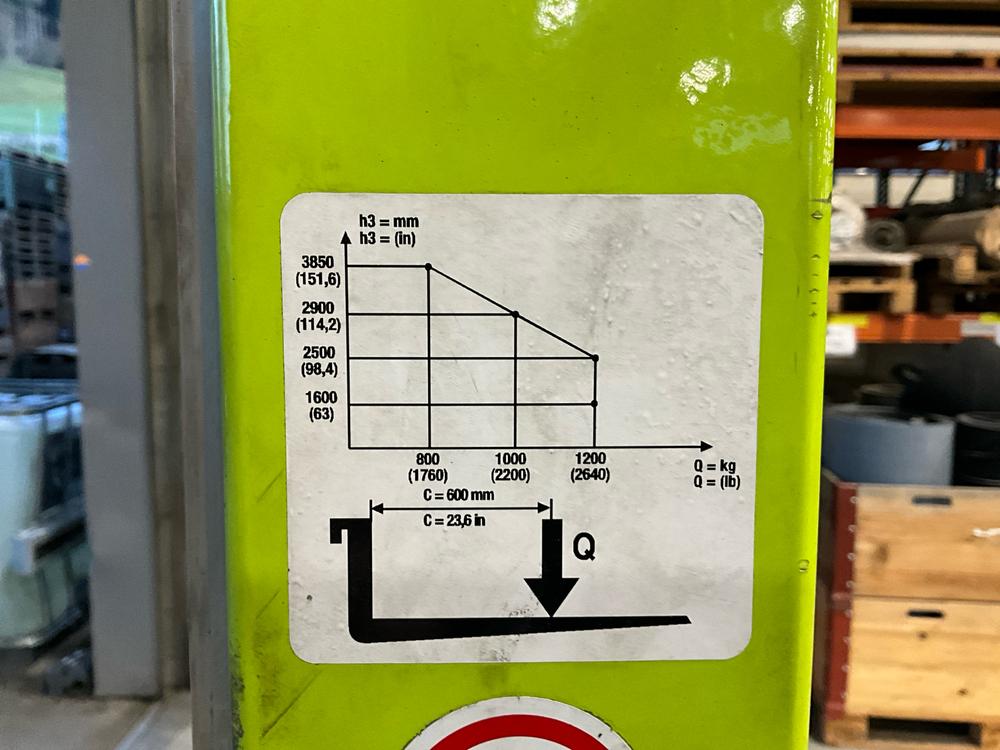 h3 = mm
h3 = (in)
3850
(151,6)
2900
(114,2)
2500
(98,4)
1600
(63)
800 1000 1200
(1760) (2200) (2640)
Q = kg
Q = (lb)
C = 600 mm
C = 23,6 in
Q